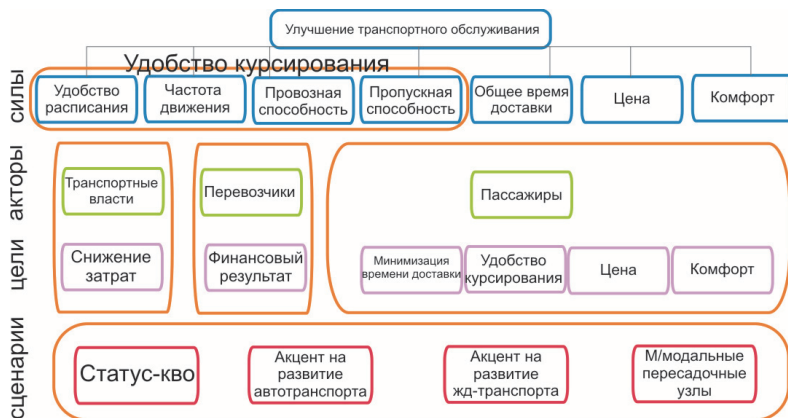 Улучшение транспортного обслуживания
Удобство курсирования
силы
Удобство
расписания
Частота
движения
Провозная
способность
Пропускная
способность
Общее время
доставки
Цена
Комфорт
акторы
Транспортные
власти
Перевозчики
Пассажиры
цели
Снижение
затрат
Финансовый
результат
Минимизация
времени доставки
Удобство
курсирования
Цена
Комфорт
сценарии
Статус-кво
Акцент на
развитие
автотранспорта
Акцент на
развитие
жд-транспорта
М/модальные
пересадочные
узлы